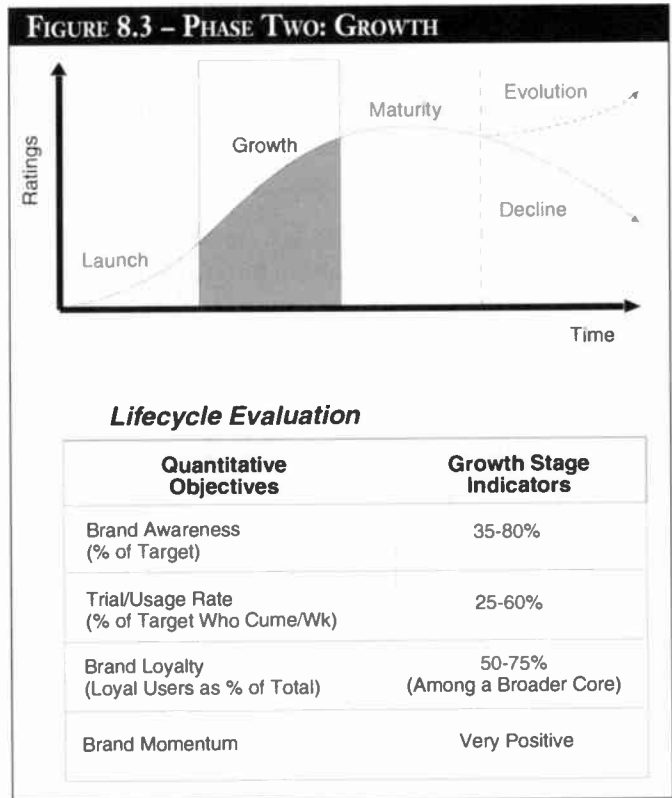 FIGURE 8.3 – PHASE TWO: GROWTH
Ratings
Launch
Growth
Maturity
Evolution
Decline
Time
Lifecycle Evaluation
Quantitative
Objectives
Growth Stage
Indicators
Brand Awareness
(% of Target)
35-80%
Trial/Usage Rate
(% of Target Who Cume/Wk)
25-60%
Brand Loyalty
(Loyal Users as % of Total)
50-75%
(Among a Broader Core)
Brand Momentum
Very Positive